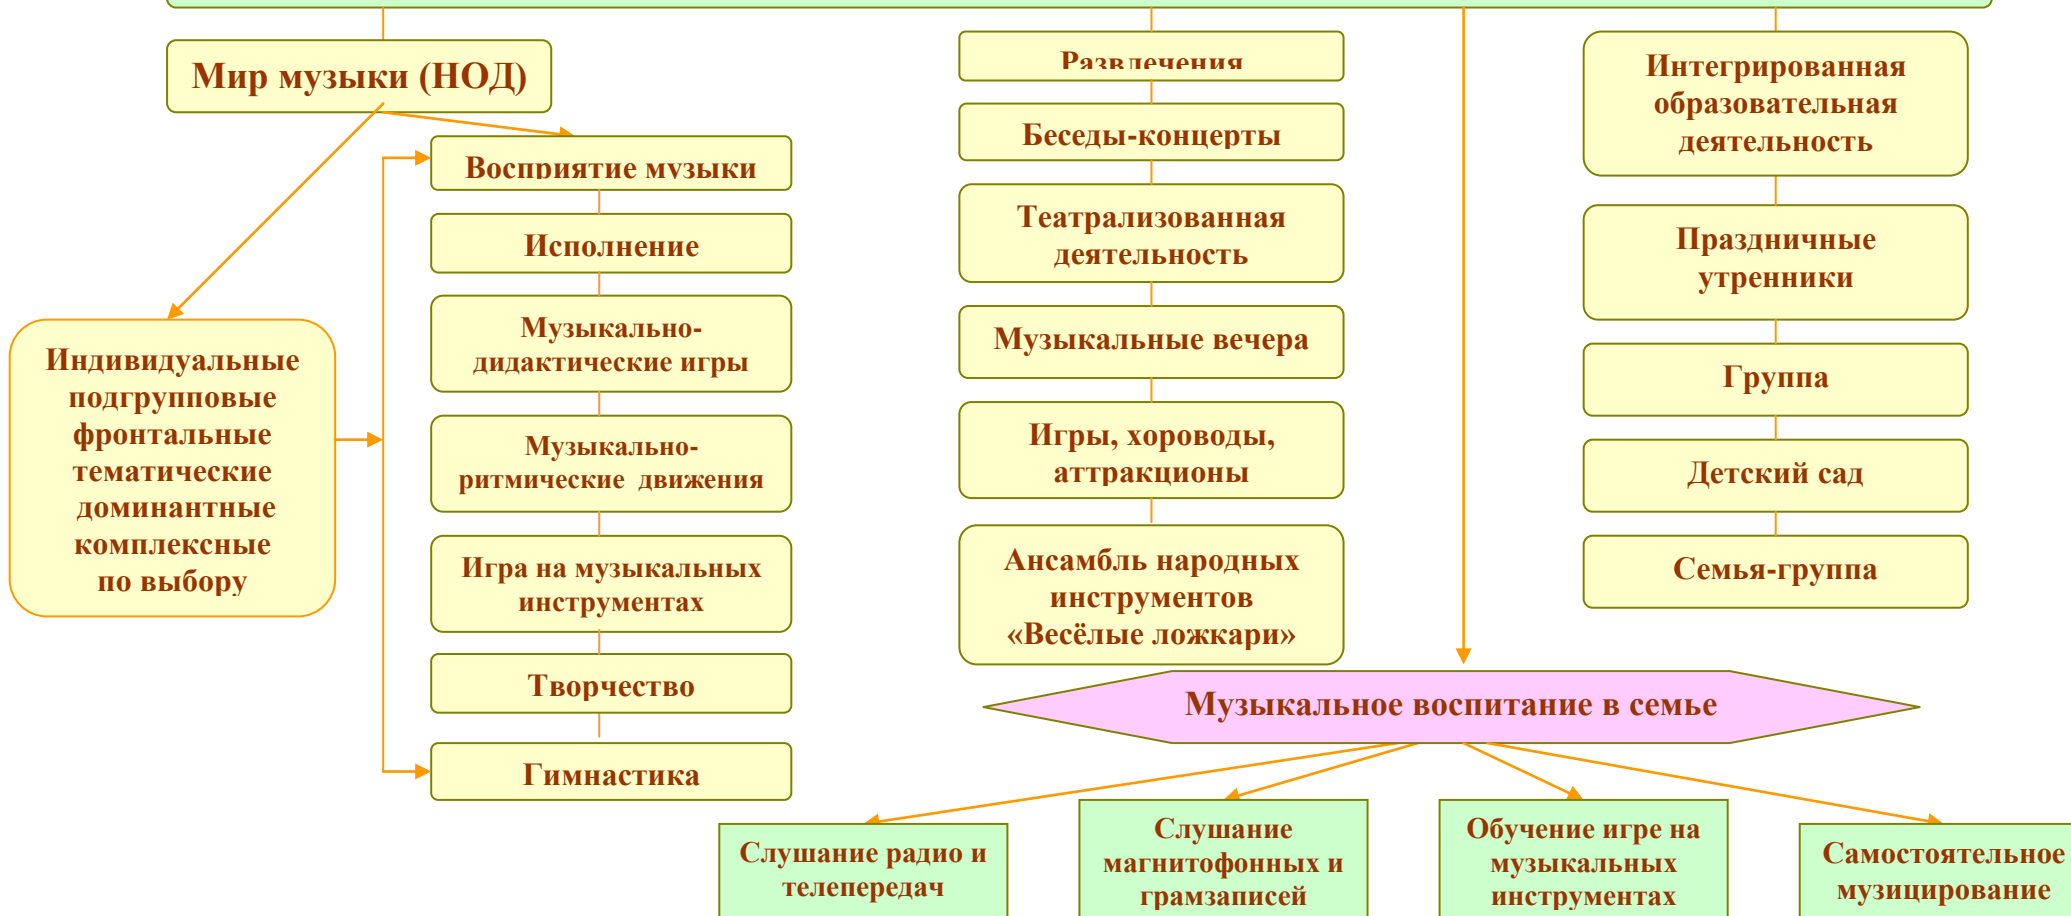 Мир музыки (НОД)
Индивидуальные
подгрупповые
фронтальные
тематические
доминантные
комплексные
по выбору
Восприятие музыки
Исполнение
Музыкально-
дидактические игры
Музыкально-
ритмические движения
Игра на музыкальных
инструментах
Творчество
Гимнастика
Развлечения
Беседы-концерты
Театрализованная
деятельность
Музыкальные вечера
Игры, хороводы,
аттракционы
Ансамбль народных
инструментов
«Весёлые ложкари»
Интегрированная
образовательная
деятельность
Праздничные
утренники
Группа
Детский сад
Семья-группа
Музыкальное воспитание в семье
Слушание радио и
телепередач
Слушание
магнитофонных и
грамзаписей
Обучение игре на
музыкальных
инструментах
Самостоятельное
музицирование